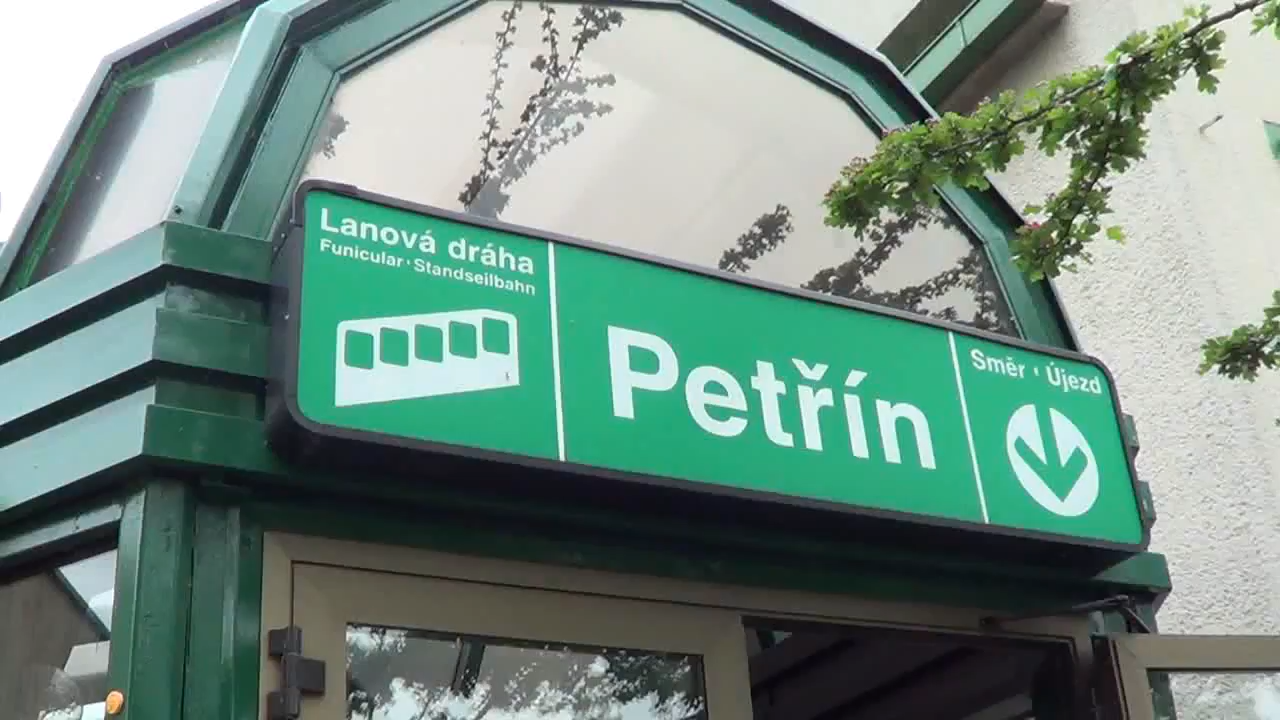 Lanová dráha
Funicular · Standseilbahn
Petřín
Směr · Újezd